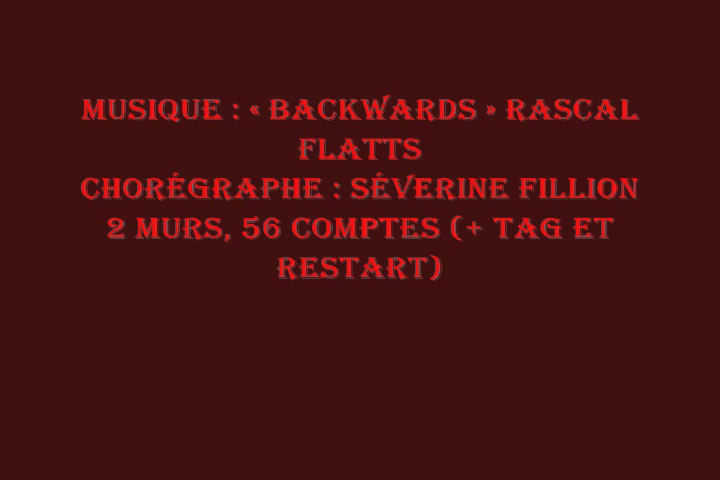 MUSIQUE : « BACKWARDS » RASCAL
FLATTS
CHORÉGRAPHE : SÉVERINE FILLION
2 MURS, 56 COMPTES (+ TAG ET
RESTART)